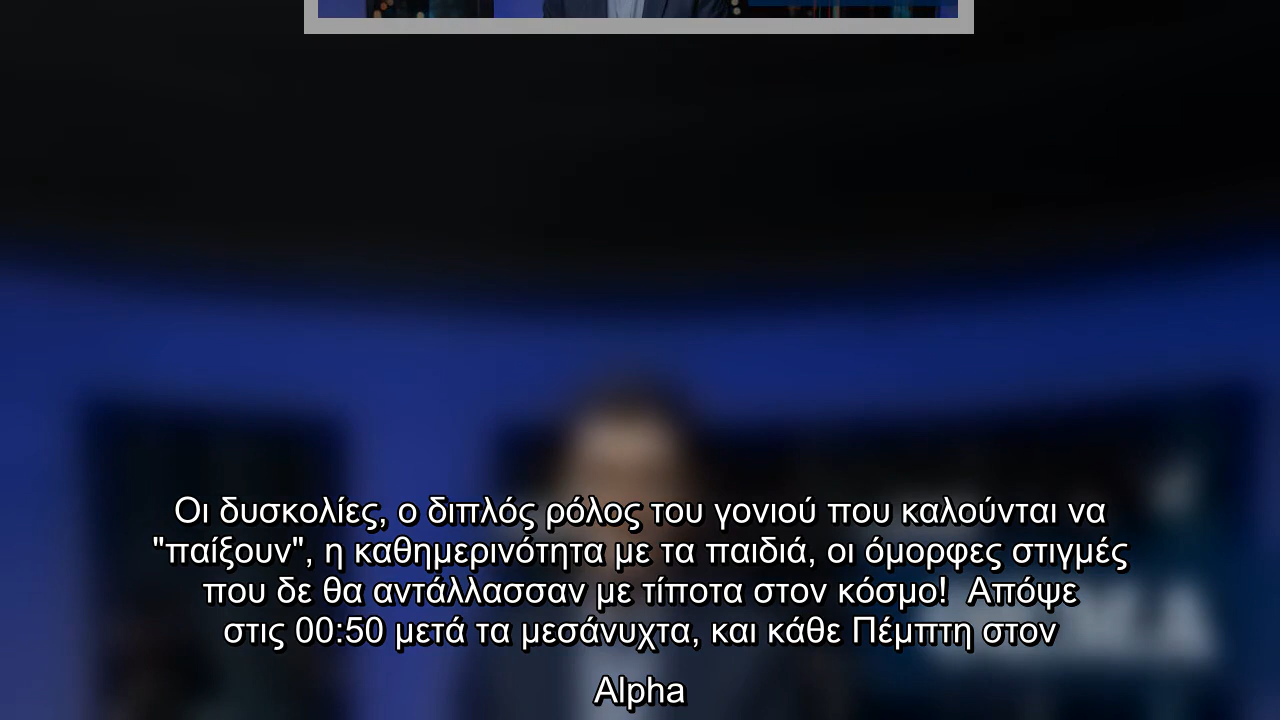 Οι δυσκολίες, ο διπλός ρόλος του γονιού που καλούνται να
"παίξουν", η καθημερινότητα με τα παιδιά, οι όμορφες στιγμές
που δε θα αντάλλασσαν με τίποτα στον κόσμο!  Απόψε
στις 00:50 μετά τα μεσάνυχτα, και κάθε Πέμπτη στον
Alpha